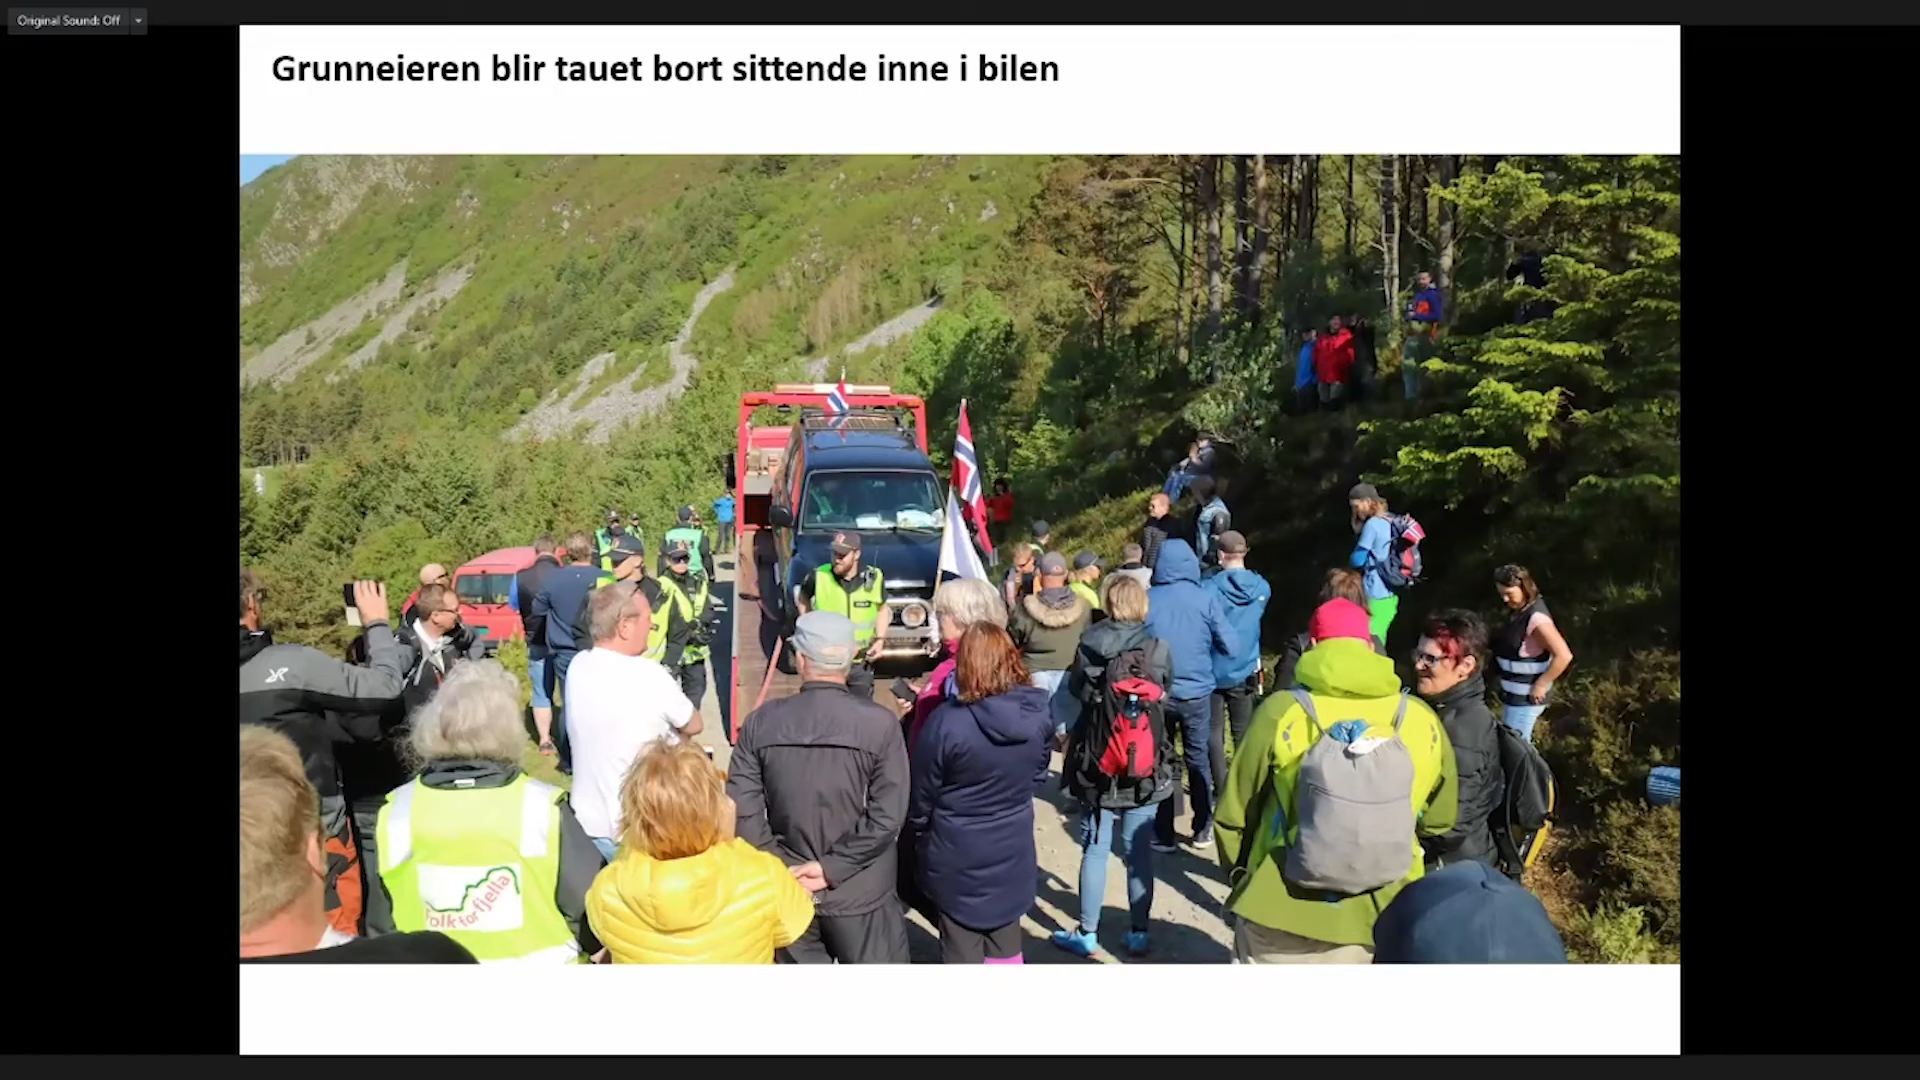 Original Sound: Off
Grunneieren blir tauet bort sittende inne i bilen
folk for fjella